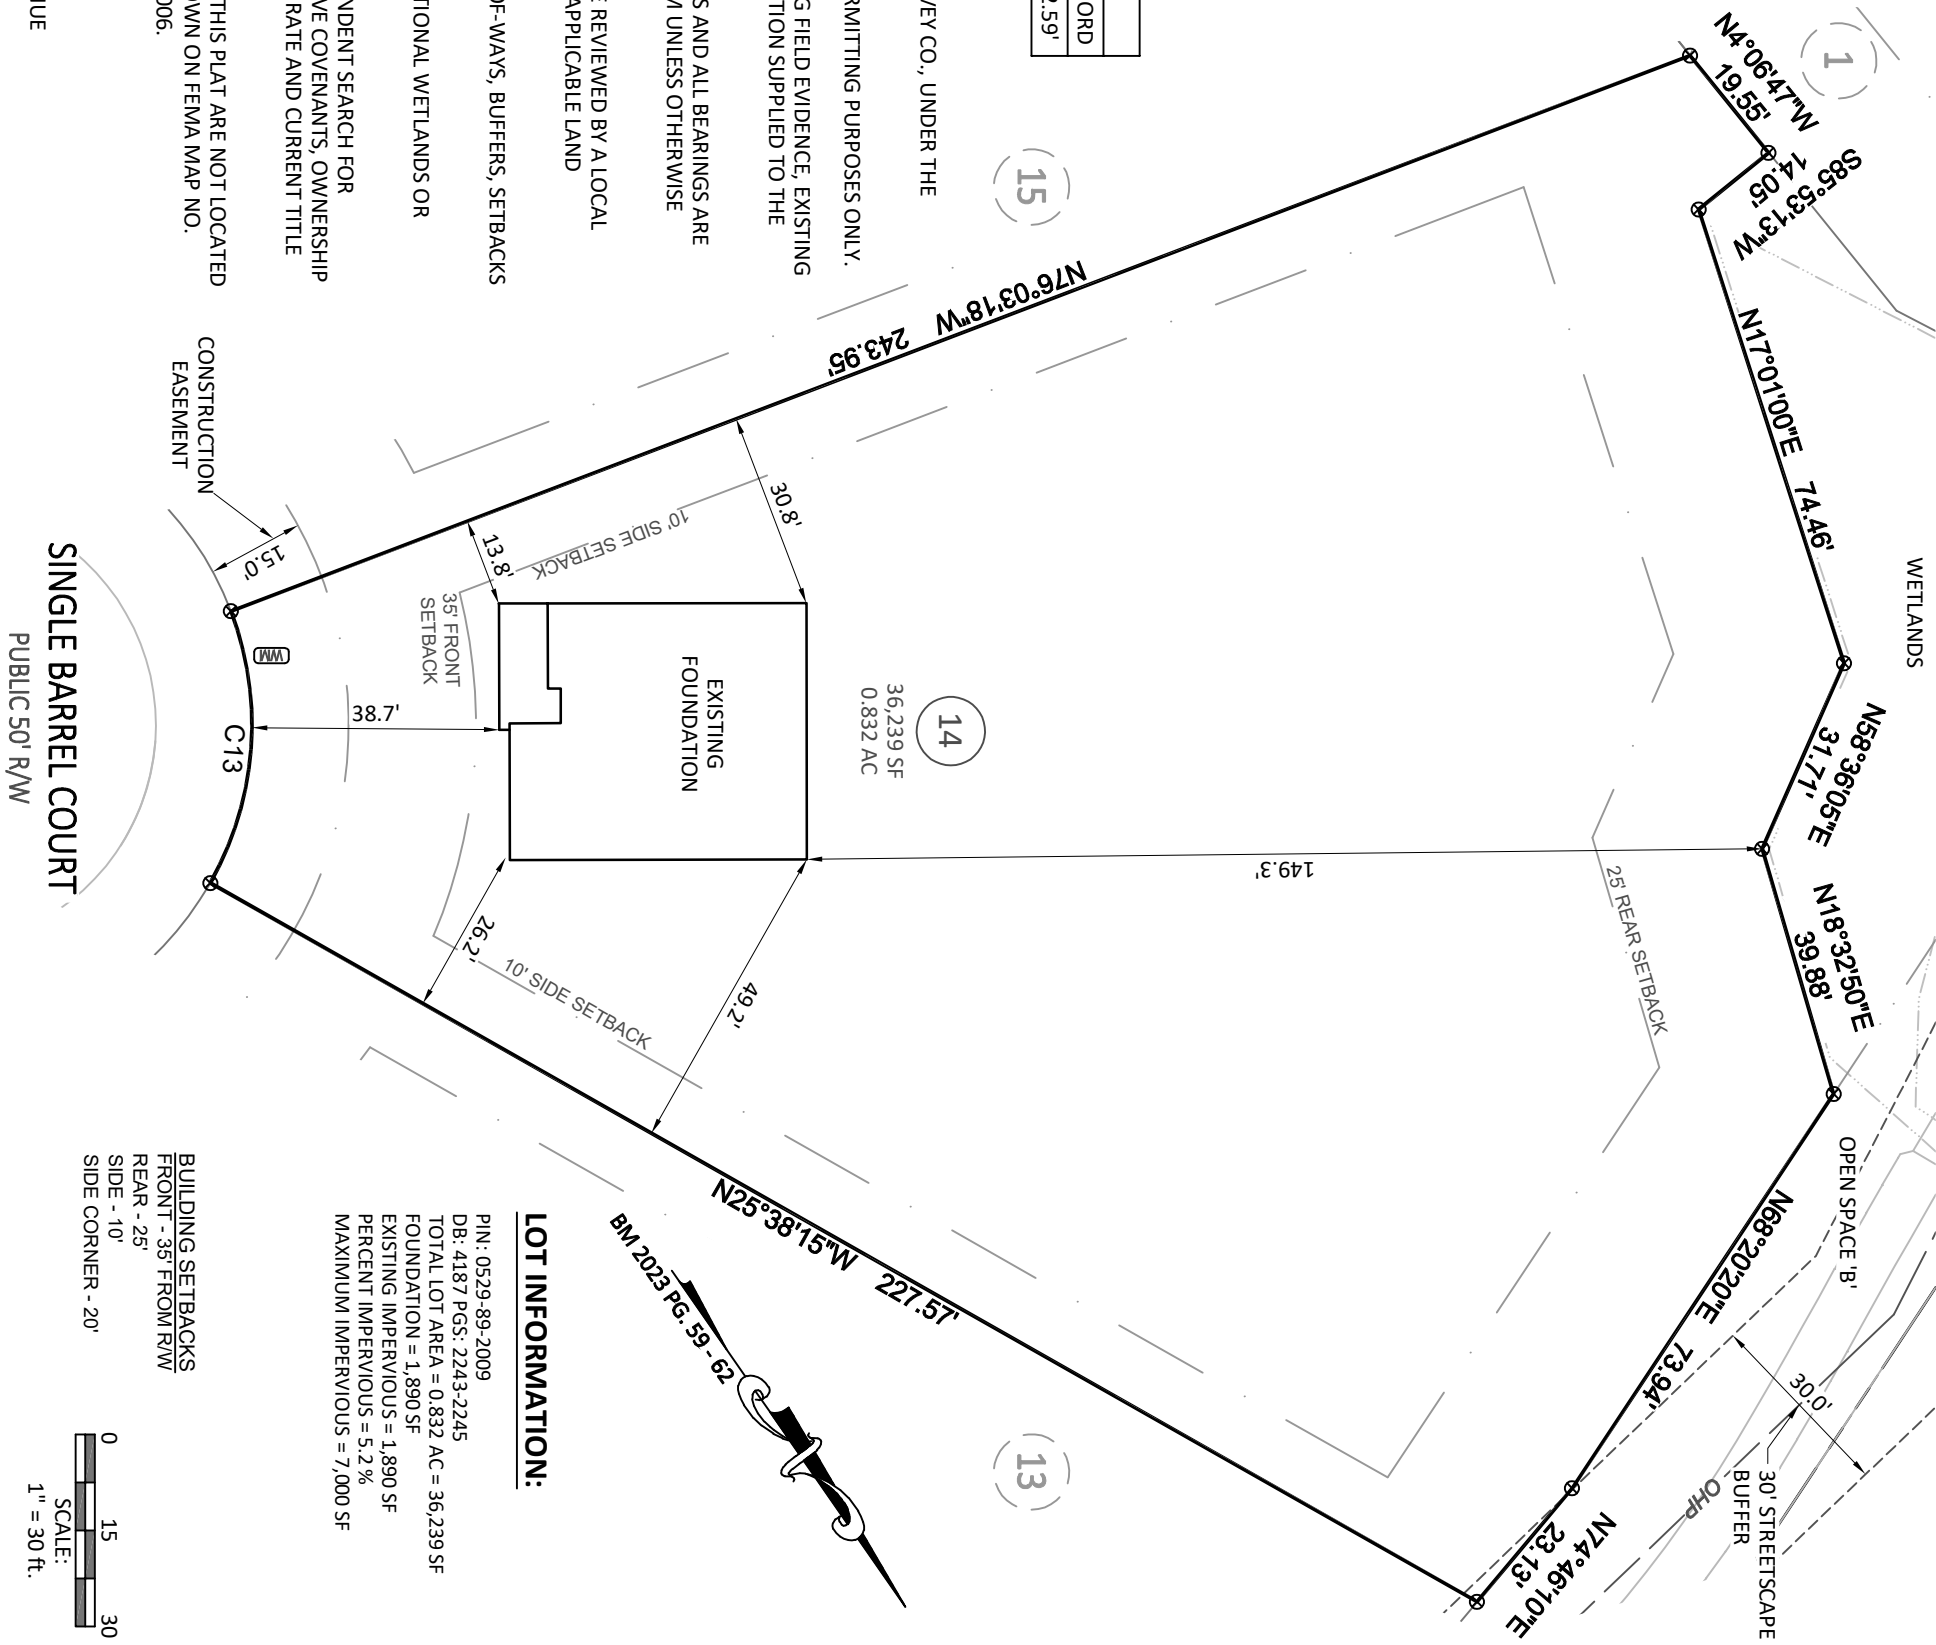 1
N4°06'47"W
19.55'
S85°53'13"W
14.05'
N17°01'00"E 74.46'
WETLANDS
N58°36'05"E
31.71'
N18°32'50"E
39.88'
OPEN SPACE 'B'
N68°20'20"E 73.94'
30.0'
30' STREETSCAPE
BUFFER
OHP
N74°46'10"E
23.13'
25' REAR SETBACK
149.3'
15
N76°03'18"W 243.95'
14
36,239 SF
0.832 AC
13
EXISTING
FOUNDATION
30.8'
13.8'
10' SIDE SETBACK
35' FRONT
SETBACK
38.7'
49.2'
26.2'
10' SIDE SETBACK
N25°38'15"W 227.57'
CONSTRUCTION
EASEMENT
15.0'
WM
C13
SINGLE BARREL COURT
PUBLIC 50' R/W
BM 2023 PG. 59 - 62
LOT INFORMATION:
PIN: 0529-89-2009
DB: 4187 PGS: 2243-2245
TOTAL LOT AREA = 0.832 AC = 36,239 SF
FOUNDATION = 1,890 SF
EXISTING IMPERVIOUS = 1,890 SF
PERCENT IMPERVIOUS = 5.2 %
MAXIMUM IMPERVIOUS = 7,000 SF
BUILDING SETBACKS
FRONT - 35' FROM R/W
REAR - 25'
SIDE - 10'
SIDE CORNER - 20'
0 15 30
SCALE:
1" = 30 ft.
ORD
2.59'
VEY CO., UNDER THE
RMITTING PURPOSES ONLY.
G FIELD EVIDENCE, EXISTING
TION SUPPLIED TO THE
S AND ALL BEARINGS ARE
M UNLESS OTHERWISE
E REVIEWED BY A LOCAL
APPLICABLE LAND
OF-WAYS, BUFFERS, SETBACKS
TIONAL WETLANDS OR
NDENT SEARCH FOR
VE COVENANTS, OWNERSHIP
RATE AND CURRENT TITLE
THIS PLAT ARE NOT LOCATED
OWN ON FEMA MAP NO.
006.
NUE